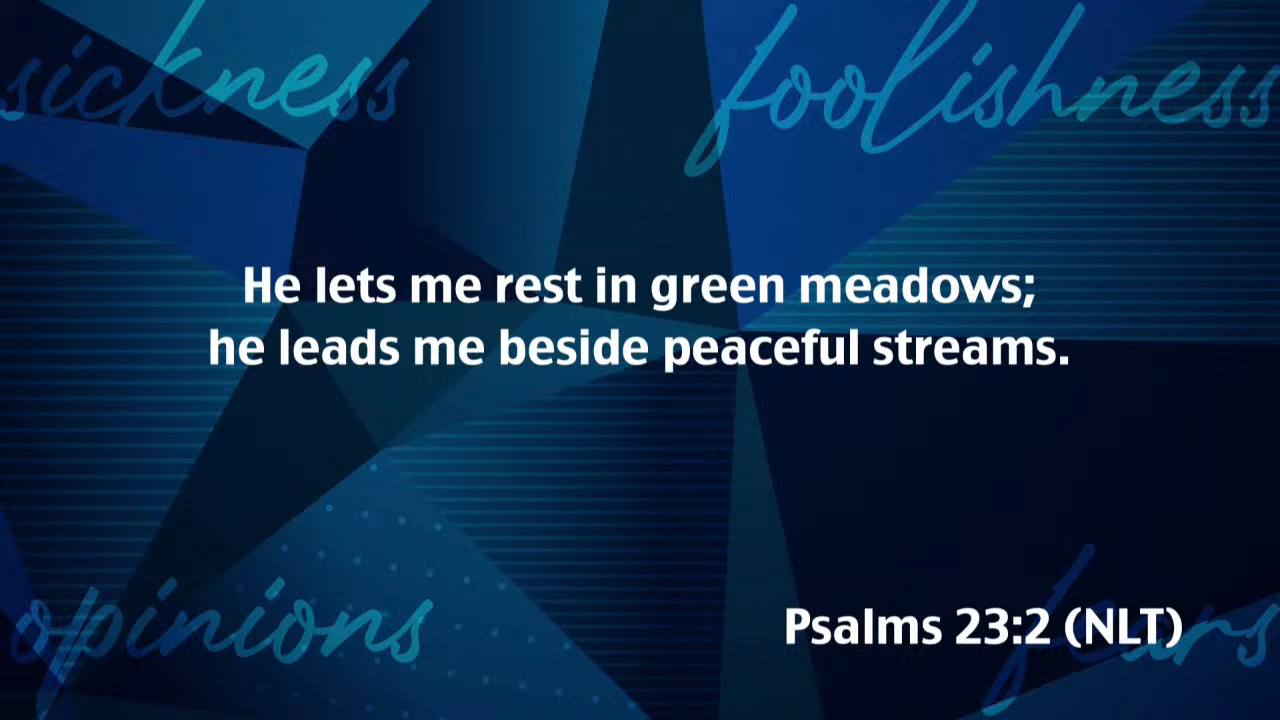 sickness
foolishness
He lets me rest in green meadows;
he leads me beside peaceful streams.
opinions
fears
Psalms 23:2 (NLT)